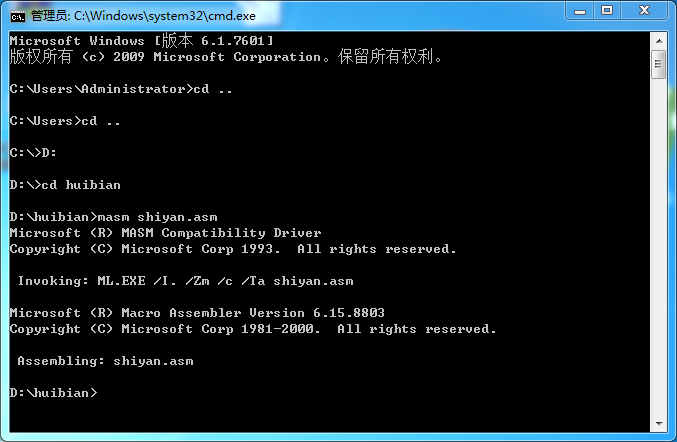 管理员: C:\Windows\system32\cmd.exe
Microsoft Windows [版本 6.1.7601]
版权所有 (c) 2009 Microsoft Corporation。保留所有权利。
C:\Users\Administrator>cd ..
C:\Users>cd ..
C:\>D:
D:\>cd huibian
D:\huibian>masm shiyan.asm
Microsoft (R) MASM Compatibility Driver
Copyright (C) Microsoft Corp 1993.  All rights reserved.
Invoking: ML.EXE /I. /Zm /c /Ta shiyan.asm
Microsoft (R) Macro Assembler Version 6.15.8803
Copyright (C) Microsoft Corp 1981-2000.  All rights reserved.
Assembling: shiyan.asm
D:\huibian>